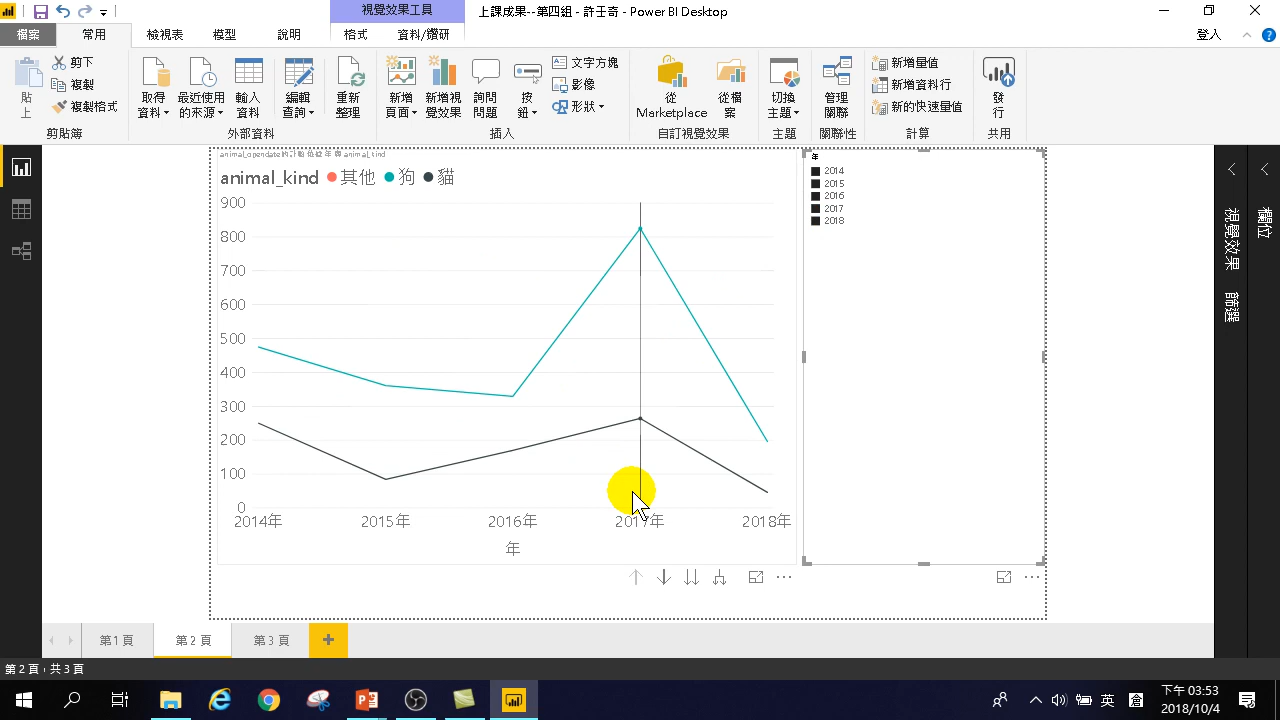 視覺效果工具
上課成果--第四組 - 許壬奇 - Power BI Desktop
檔案
常用
檢視表
模型
說明
格式
資料/鑽研
登入
貼上
剪下
複製
複製格式
剪貼簿
取得資料
最近使用的來源
輸入資料
編輯查詢
重新整理
外部資料
新增頁面
新增視覺效果
詢問問題
按鈕
文字方塊
影像
形狀
插入
從 Marketplace
從檔案
自訂視覺效果
切換主題
主題
管理關聯
關聯性
新增量值
新增資料行
新的快速量值
計算
發行
共用
animal_opendate 的計數 依據 年 與 animal_kind
animal_kind 其他 狗 貓
900
800
700
600
500
400
300
200
100
0
2014年 2015年 2016年 2017年 2018年
年
年
2014
2015
2016
2017
2018
視覺效果
篩選
欄位
第 1 頁
第 2 頁
第 3 頁
第 2 頁，共 3 頁
英
下午 03:53
2018/10/4